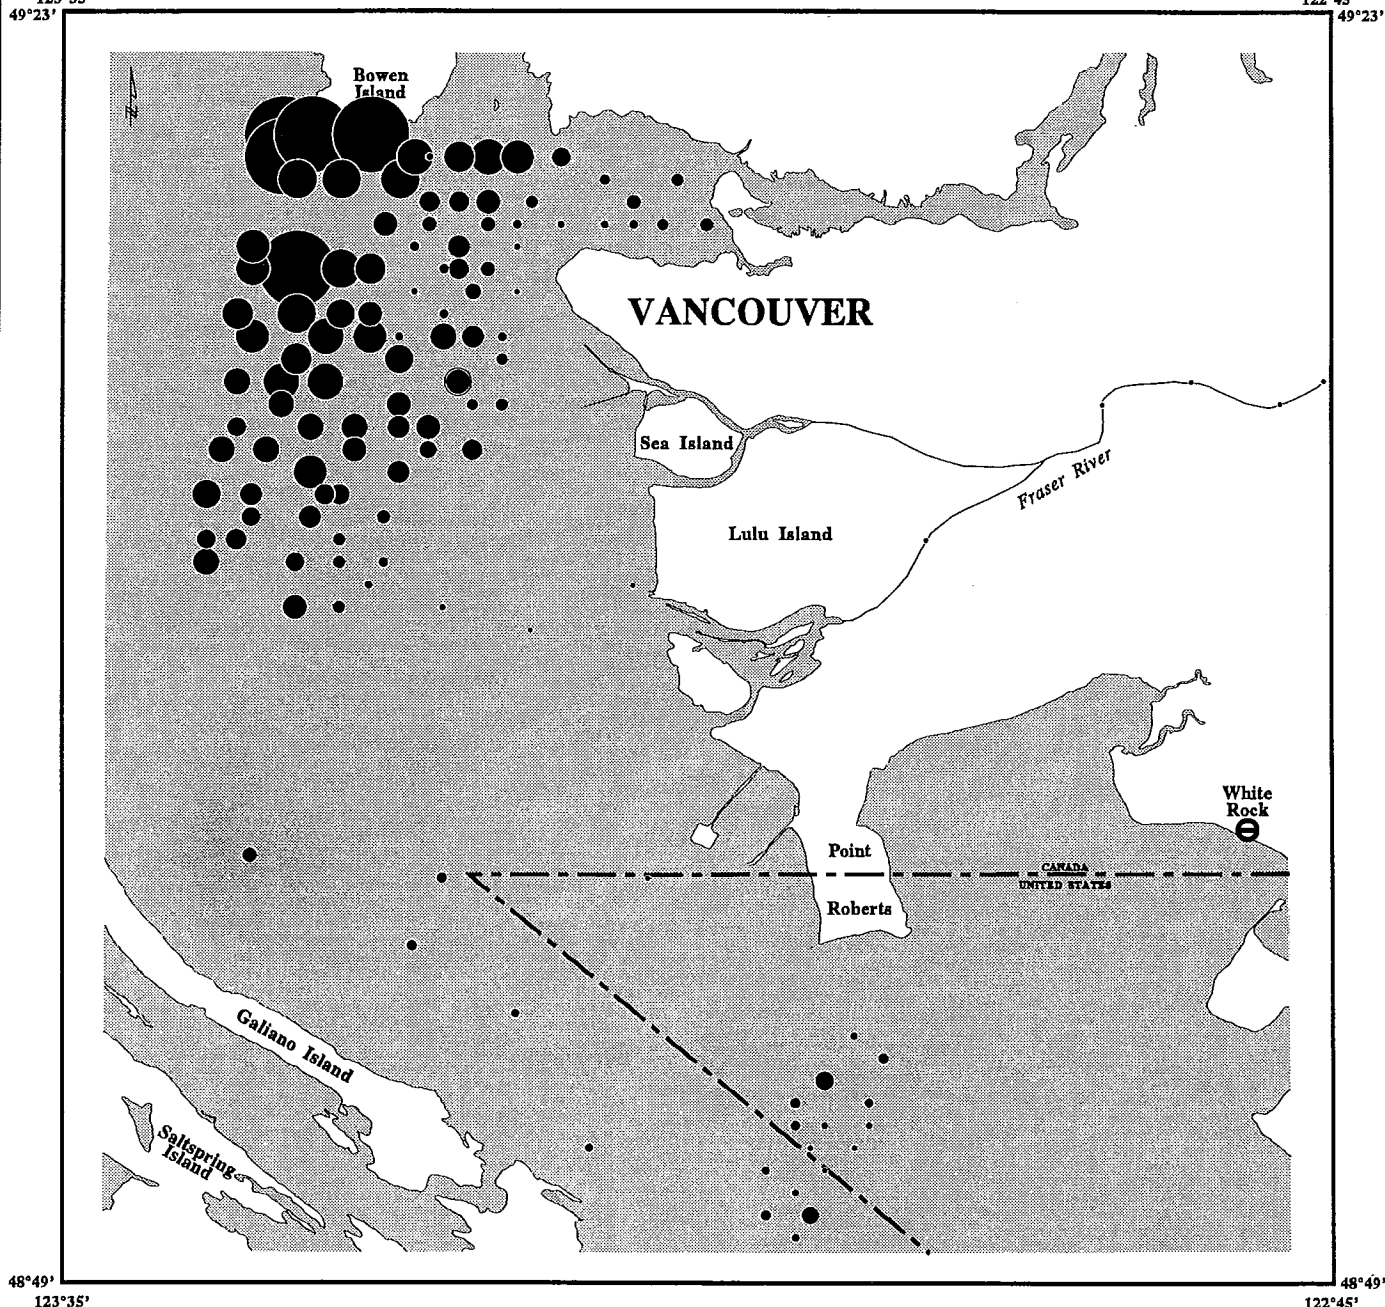 49°23'
49°23'
Bowen
Island
N
VANCOUVER
Sea Island
Fraser River
Lulu Island
White
Rock
Point
CANADA
UNITED STATES
Roberts
Galiano Island
Saltspring
Island
48°49'
48°49'
123°35'
122°45'